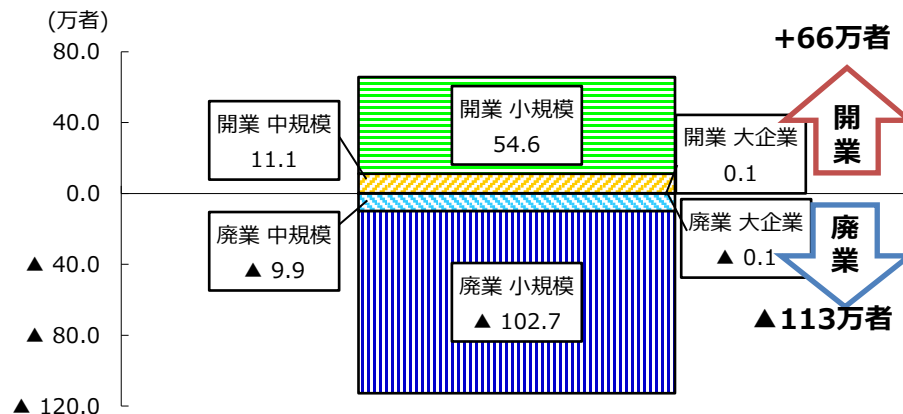 (万者)
+66万者
80.0
40.0
0.0
▲ 40.0
▲ 80.0
▲ 120.0
開業 小規模
54.6
開業 中規模
11.1
開業 大企業
0.1
開業
廃業 中規模
▲ 9.9
廃業 大企業
▲ 0.1
廃業
廃業 小規模
▲ 102.7
▲113万者